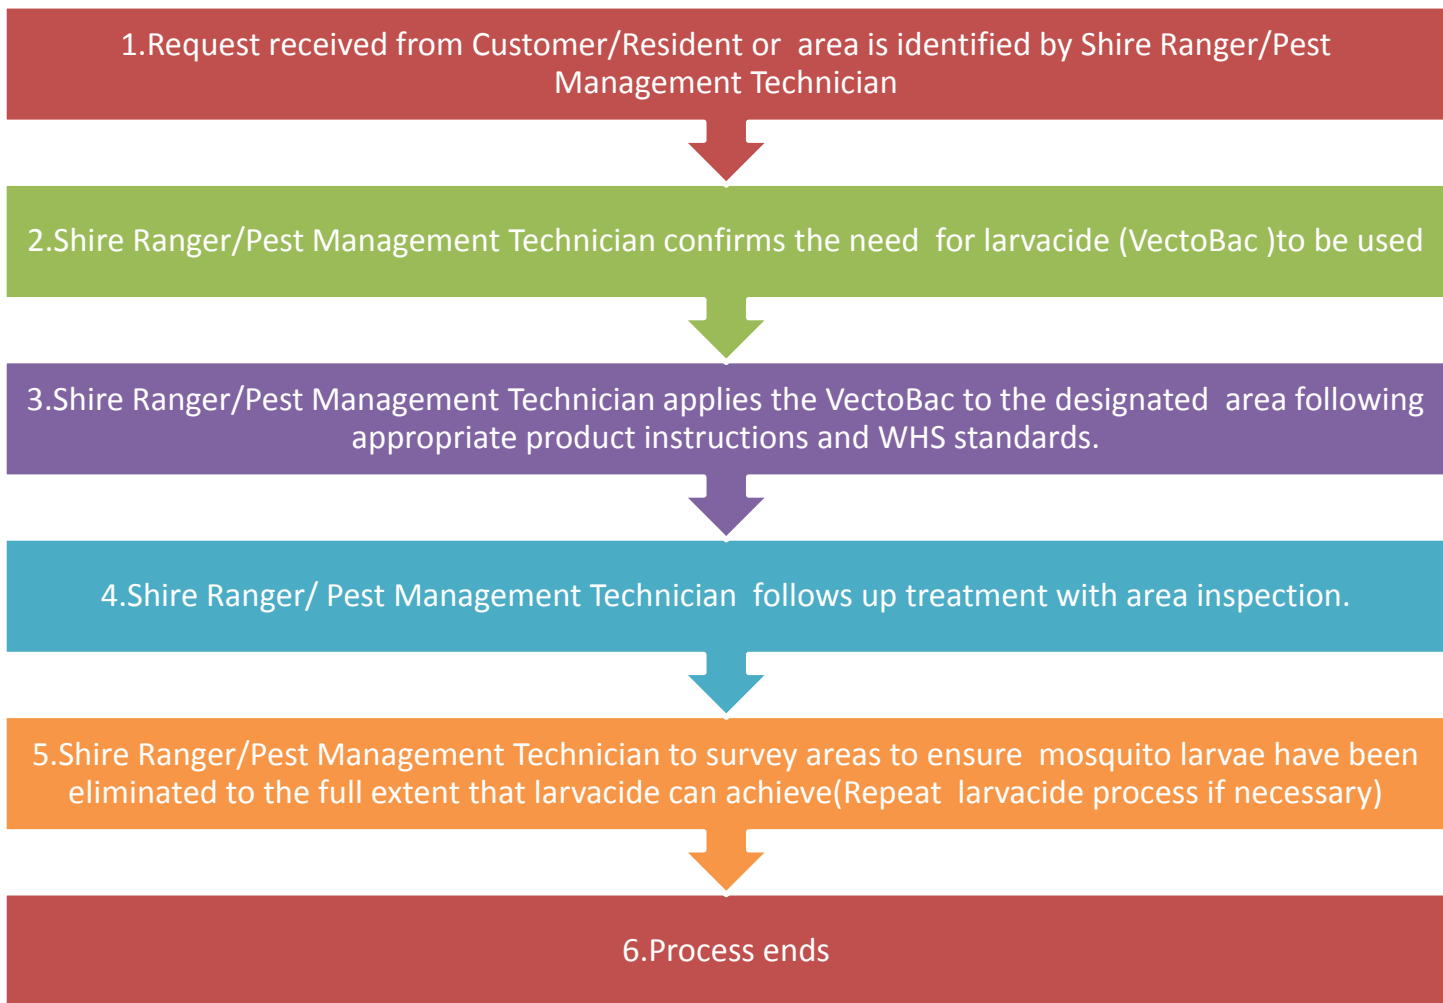 1.Request received from Customer/Resident or  area is identified by Shire Ranger/Pest
Management Technician
2.Shire Ranger/Pest Management Technician confirms the need  for larvacide (VectoBac )to be used
3.Shire Ranger/Pest Management Technician applies the VectoBac to the designated  area following
appropriate product instructions and WHS standards.
4.Shire Ranger/ Pest Management Technician  follows up treatment with area inspection.
5.Shire Ranger/Pest Management Technician to survey areas to ensure  mosquito larvae have been
eliminated to the full extent that larvacide can achieve(Repeat  larvacide process if necessary)
6.Process ends